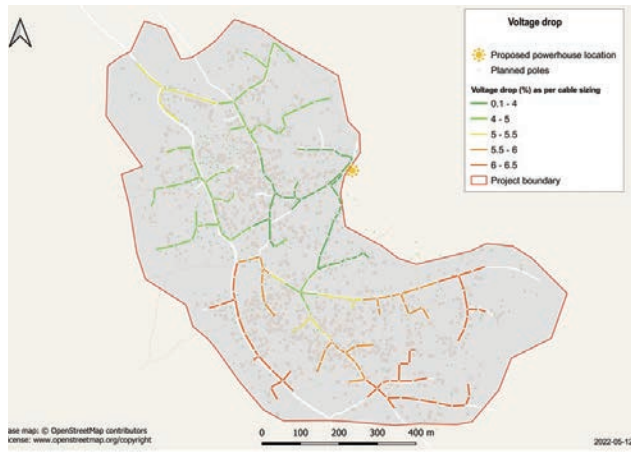 Voltage drop
Proposed powerhouse location
Planned poles
Voltage drop (%) as per cable sizing
0.1 - 4
4 - 5
5 - 5.5
5.5 - 6
6 - 6.5
Project boundary
ase map: © OpenStreetMap contributors
icense: www.openstreetmap.org/copyright
0 100 200 300 400 m
2022-05-12